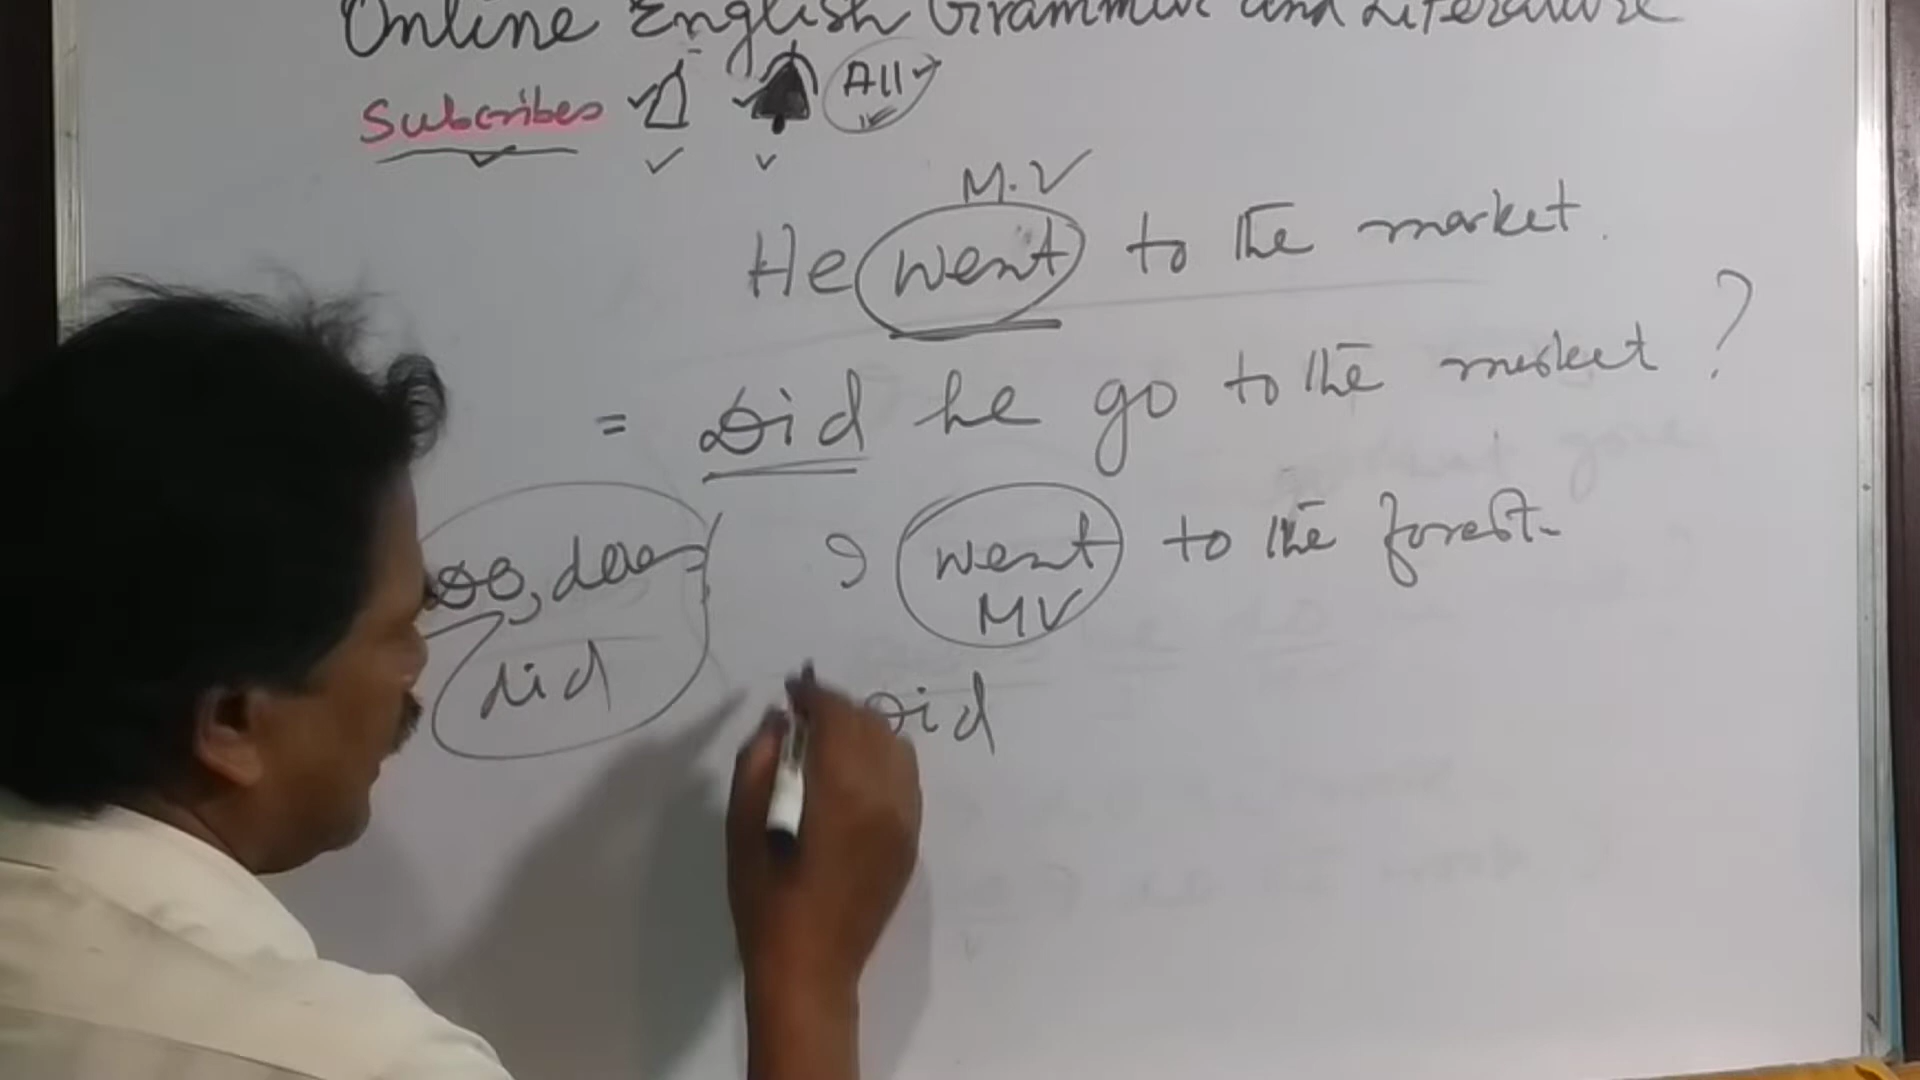 Online English Grammar and Literature
Subcribes All
M.V
He went to the market.
= Did he go to the market ?
Do, does
did
I went to the forest.
MV
Did